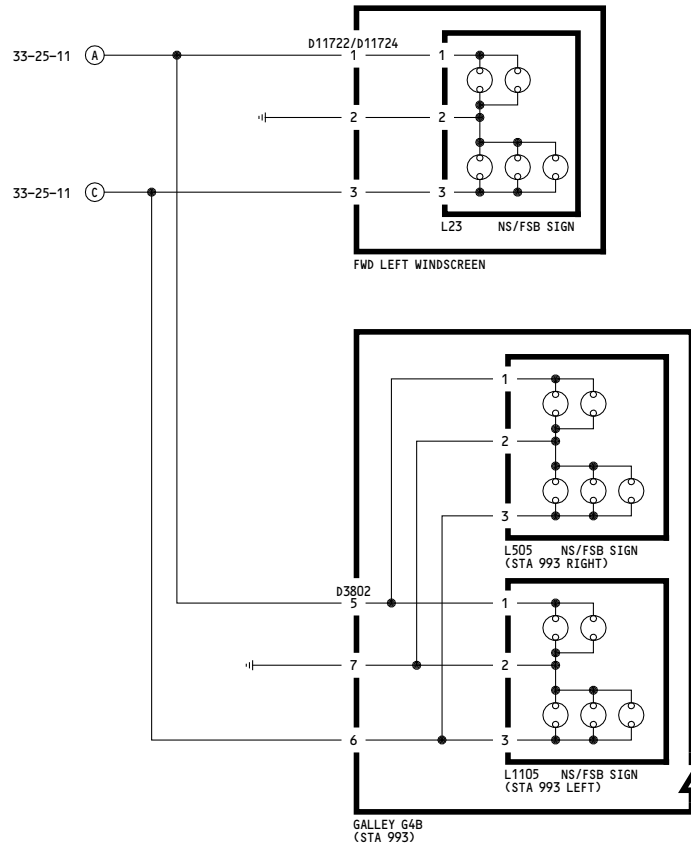 D11722/D11724
33-25-11 A 1 1
2 2
33-25-11 C 3 3
L23 NS/FSB SIGN
FWD LEFT WINDSCREEN
1
2
3
L505 NS/FSB SIGN
(STA 993 RIGHT)
D3802
5 1
7 2
6 3
L1105 NS/FSB SIGN
(STA 993 LEFT)
GALLEY G4B
(STA 993)